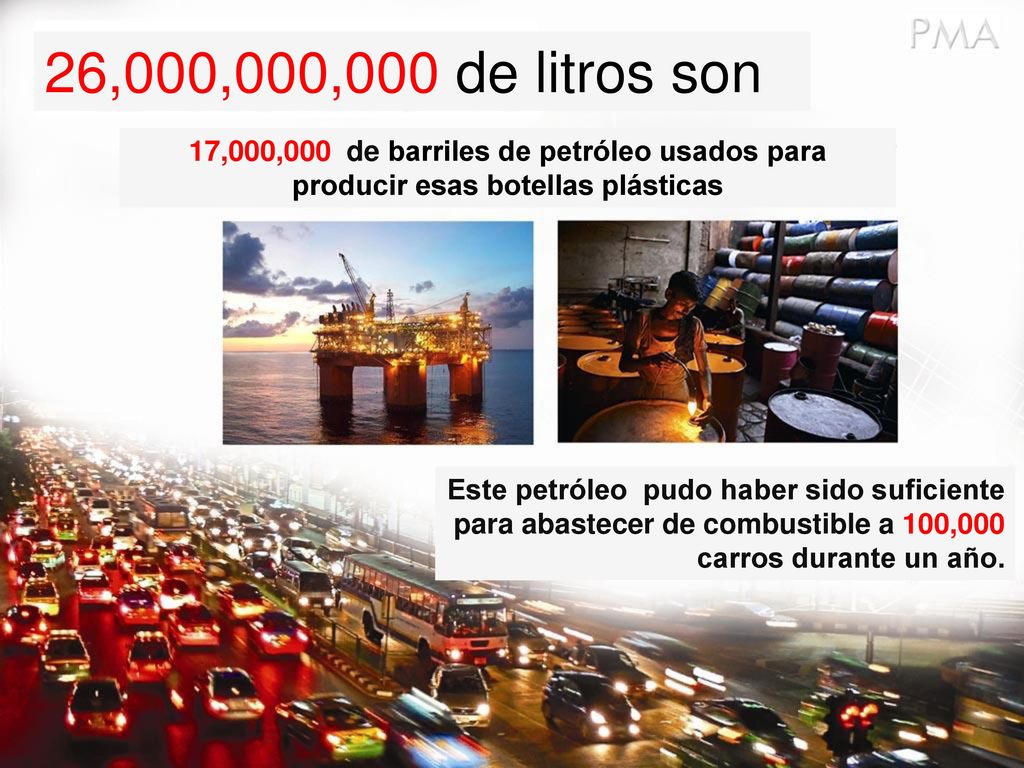 PMA
26,000,000,000 de litros son
17,000,000 de barriles de petróleo usados para
producir esas botellas plásticas
Este petróleo pudo haber sido suficiente
para abastecer de combustible a 100,000
carros durante un año.